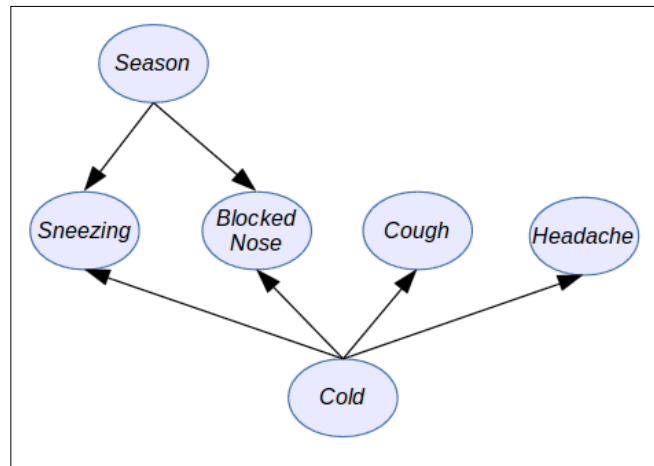 Season
Sneezing
Blocked
Nose
Cough
Headache
Cold